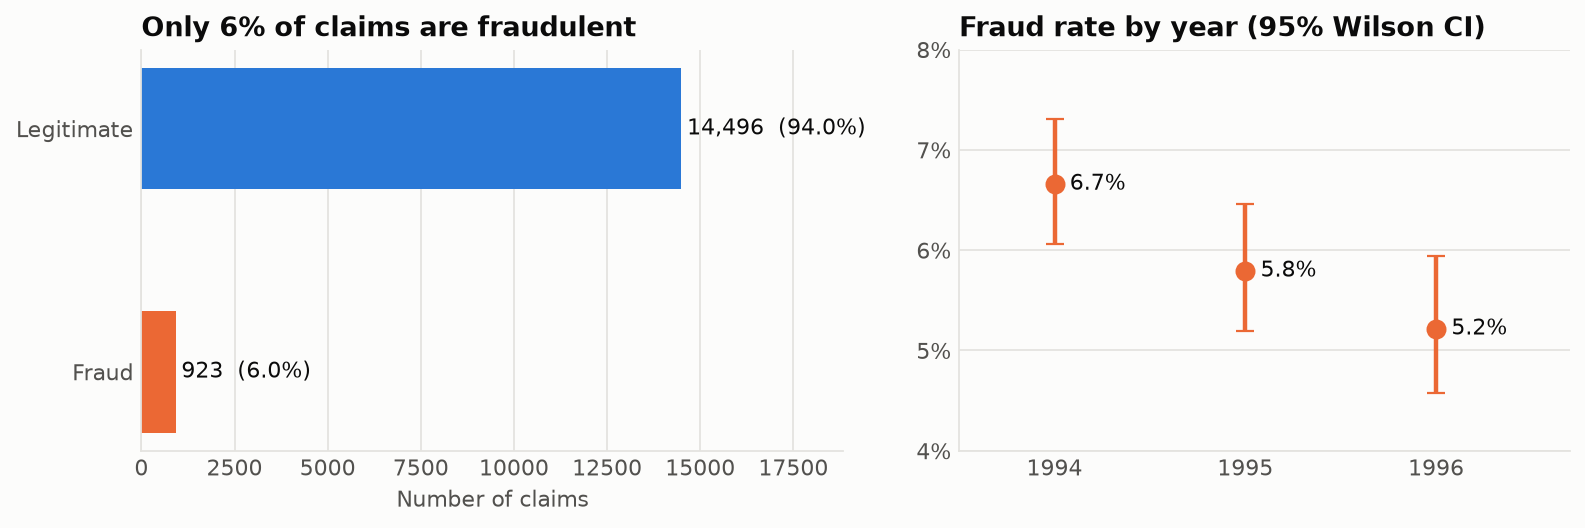 Only 6% of claims are fraudulent
Legitimate
14,496 (94.0%)
Fraud
923 (6.0%)
0 2500 5000 7500 10000 12500 15000 17500
Number of claims
Fraud rate by year (95% Wilson CI)
8%
7%
6%
5%
4%
6.7%
5.8%
5.2%
1994 1995 1996